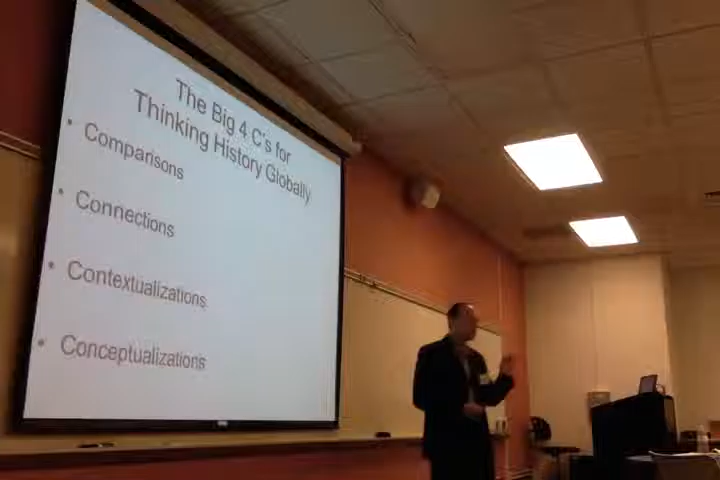 The Big 4 C's for
Thinking History Globally
• Comparisons
• Connections
• Contextualizations
• Conceptualizations